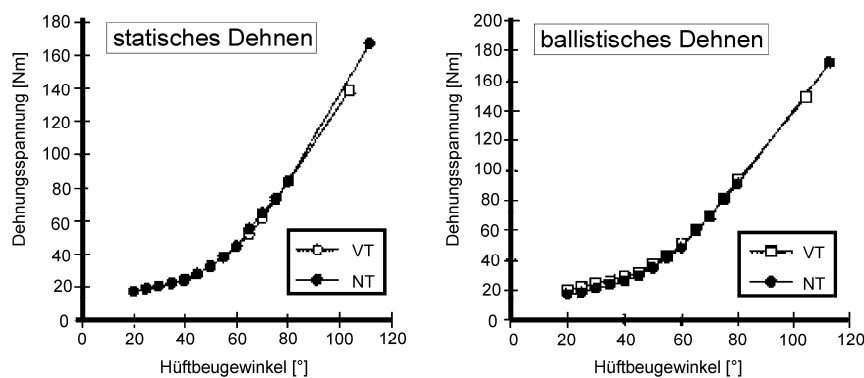 statisches Dehnen
Dehnungsspannung [Nm]
180
160
140
120
100
80
60
40
20
0
VT
NT
0 20 40 60 80 100 120
Hüftbeugewinkel [°]
ballistisches Dehnen
Dehnungsspannung [Nm]
200
180
160
140
120
100
80
60
40
20
0
VT
NT
0 20 40 60 80 100 120
Hüftbeugewinkel [°]